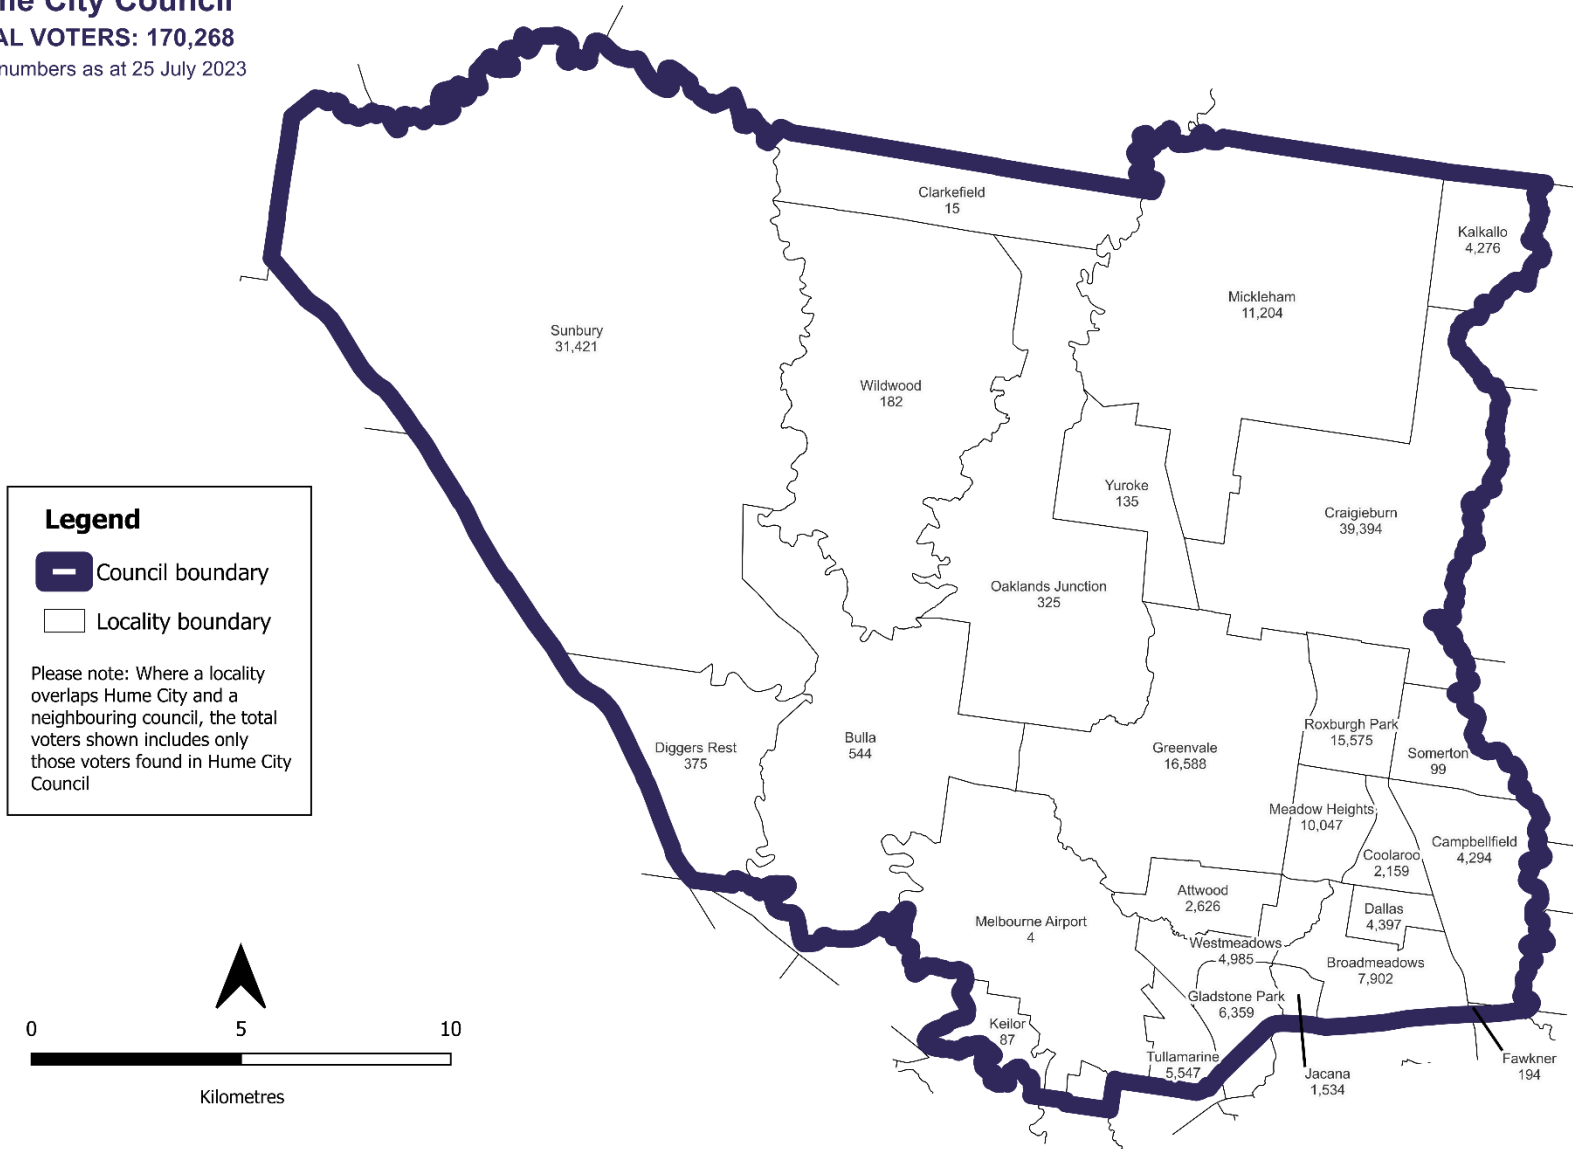 City Council
VOTERS: 170,268
numbers as at 25 July 2023
Clarkefield
15
Kalkallo
4,276
Mickleham
11,204
Sunbury
31,421
Wildwood
182
Yuroke
135
Craigieburn
39,394
Legend
Council boundary
Locality boundary
Please note: Where a locality
overlaps Hume City and a
neighbouring council, the total
voters shown includes only
those voters found in Hume City
Council
Oaklands Junction
325
Roxburgh Park
15,575
Diggers Rest
375
Bulla
544
Greenvale
16,588
Somerton
99
Meadow Heights
10,047
Campbellfield
4,294
Coolaroo
2,159
Attwood
2,626
Dallas
4,397
Melbourne Airport
4
Westmeadows
4,985
Broadmeadows
7,902
Gladstone Park
6,359
Keilor
87
Tullamarine
5,547
Jacana
1,534
Fawkner
194
0 5 10
Kilometres